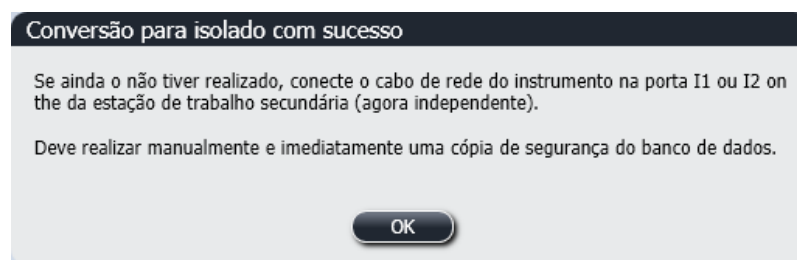 Conversão para isolado com sucesso
Se ainda o não tiver realizado, conecte o cabo de rede do instrumento na porta I1 ou I2 on
the da estação de trabalho secundária (agora independente).
Deve realizar manualmente e imediatamente uma cópia de segurança do banco de dados.
OK